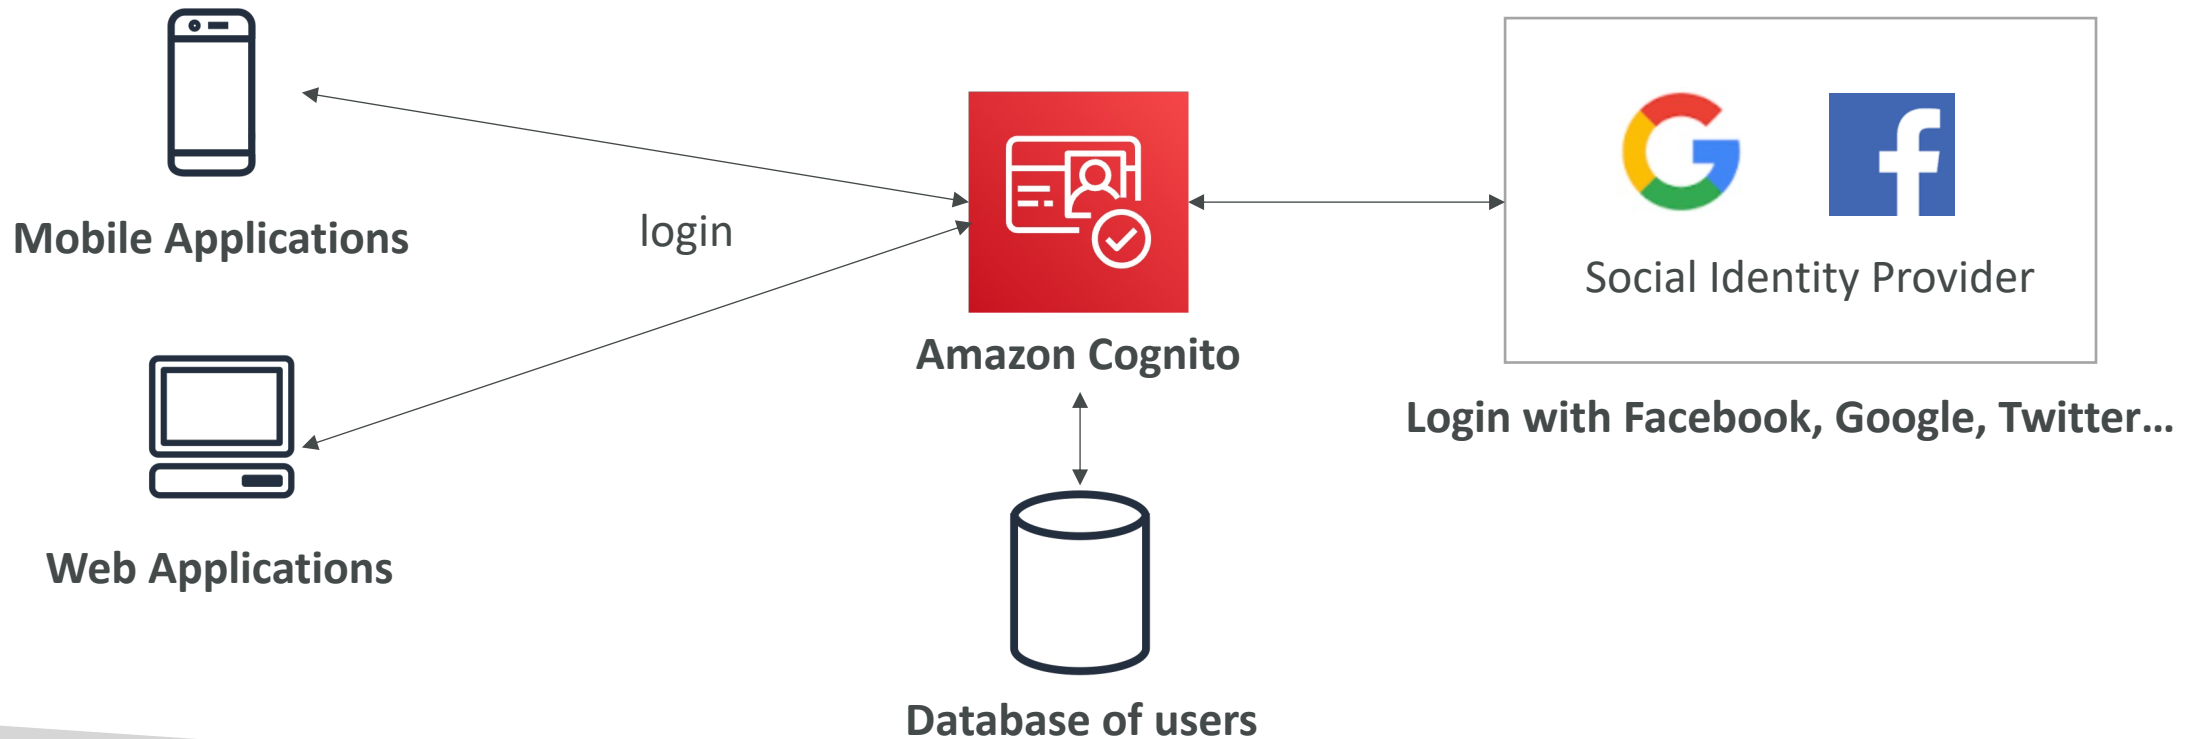 Mobile Applications
login
Web Applications
Amazon Cognito
Database of users
Social Identity Provider
Login with Facebook, Google, Twitter...